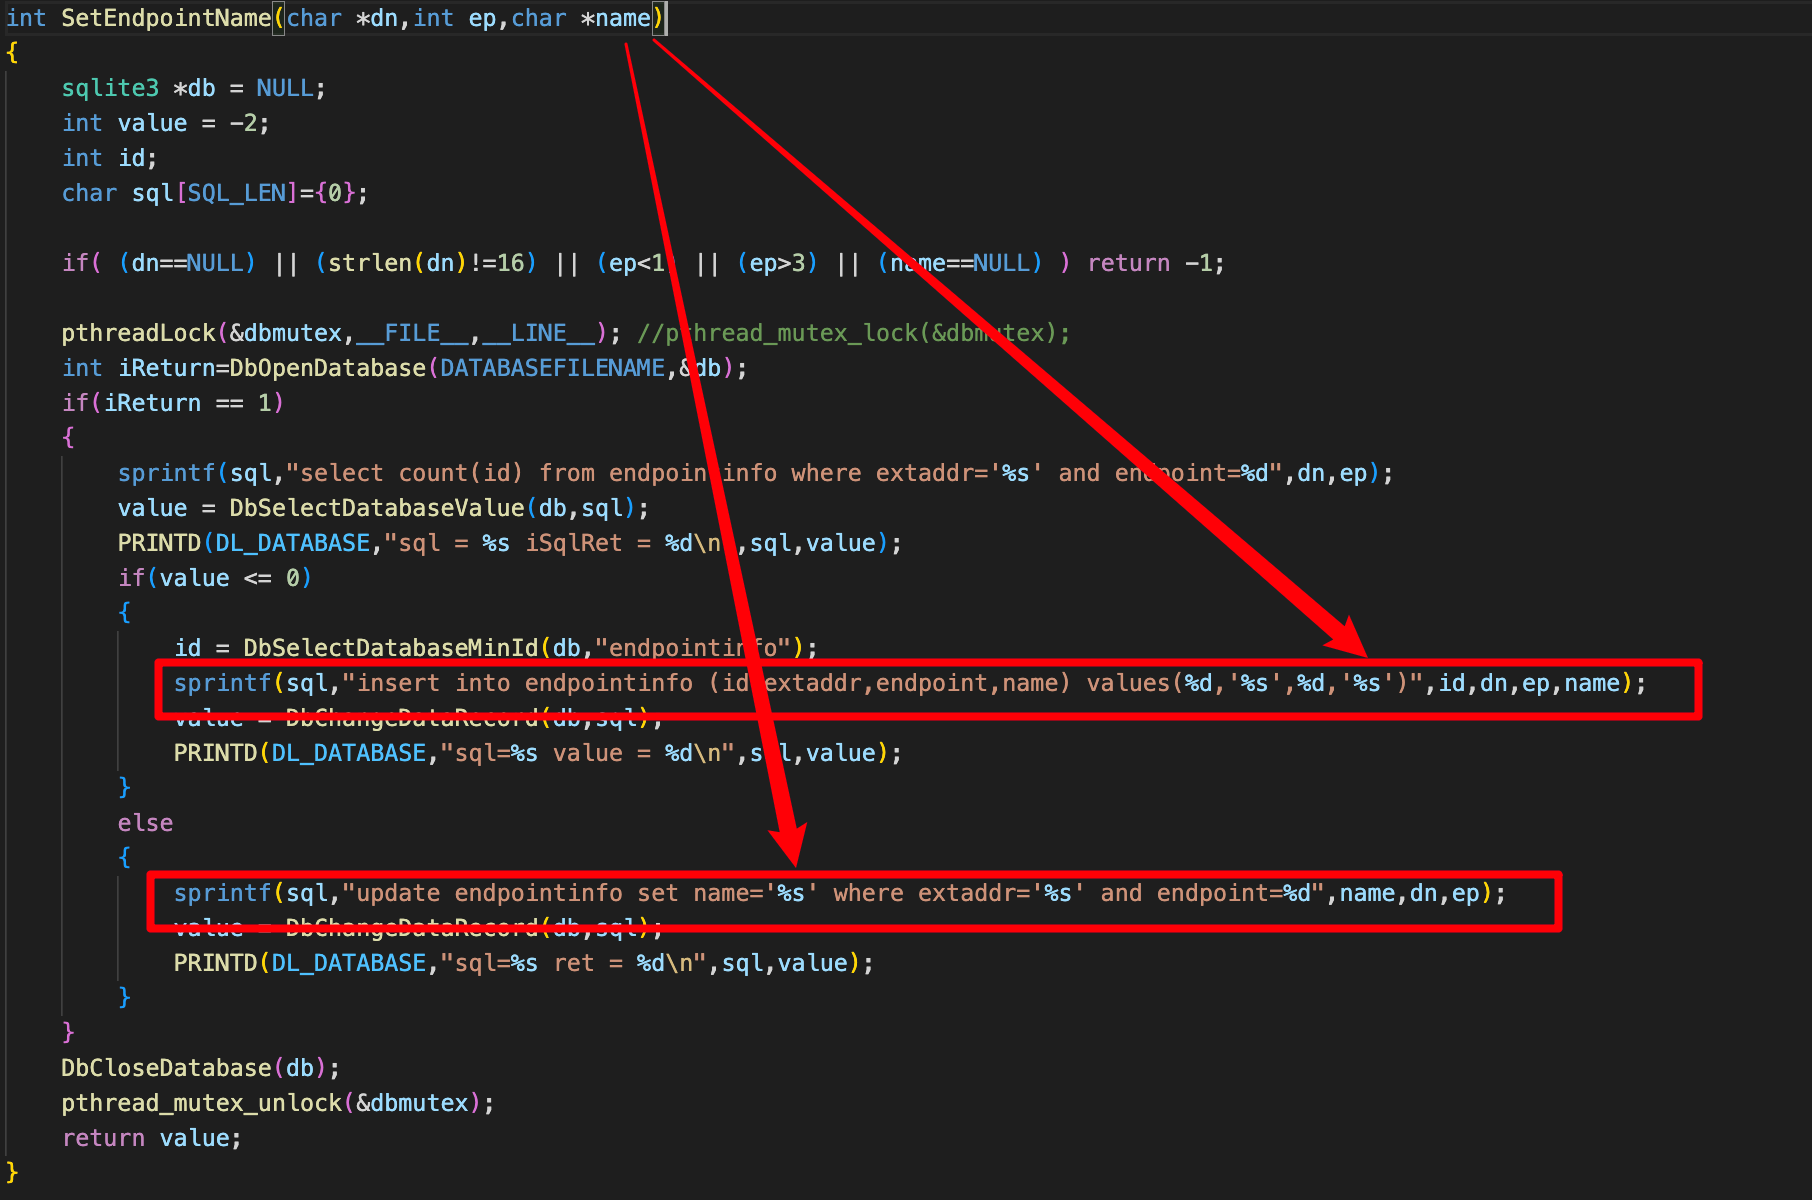 int SetEndpointName(char *dn,int ep,char *name)
{
    sqlite3 *db = NULL;
    int value = -2;
    int id;
    char sql[SQL_LEN]={0};
    if( (dn==NULL) || (strlen(dn)!=16) || (ep<1) || (ep>3) || (name==NULL) ) return -1;
    pthreadLock(&dbmutex,__FILE__,__LINE__); //pthread_mutex_lock(&dbmutex);
    int iReturn=DbOpenDatabase(DATABASEFILENAME,&db);
    if(iReturn == 1)
    {
        sprintf(sql,"select count(id) from endpointinfo where extaddr='%s' and endpoint=%d",dn,ep);
        value = DbSelectDatabaseValue(db,sql);
        PRINTD(DL_DATABASE,"sql = %s iSqlRet = %d\n",sql,value);
        if(value <= 0)
        {
            id = DbSelectDatabaseMinId(db,"endpointinfo");
            sprintf(sql,"insert into endpointinfo (id,extaddr,endpoint,name) values(%d,'%s',%d,'%s')",id,dn,ep,name);
            value = DbChangeDataRecord(db,sql);
            PRINTD(DL_DATABASE,"sql=%s value = %d\n",sql,value);
        }
        else
        {
            sprintf(sql,"update endpointinfo set name='%s' where extaddr='%s' and endpoint=%d",name,dn,ep);
            value = DbChangeDataRecord(db,sql);
            PRINTD(DL_DATABASE,"sql=%s ret = %d\n",sql,value);
        }
    }
    DbCloseDatabase(db);
    pthread_mutex_unlock(&dbmutex);
    return value;
}